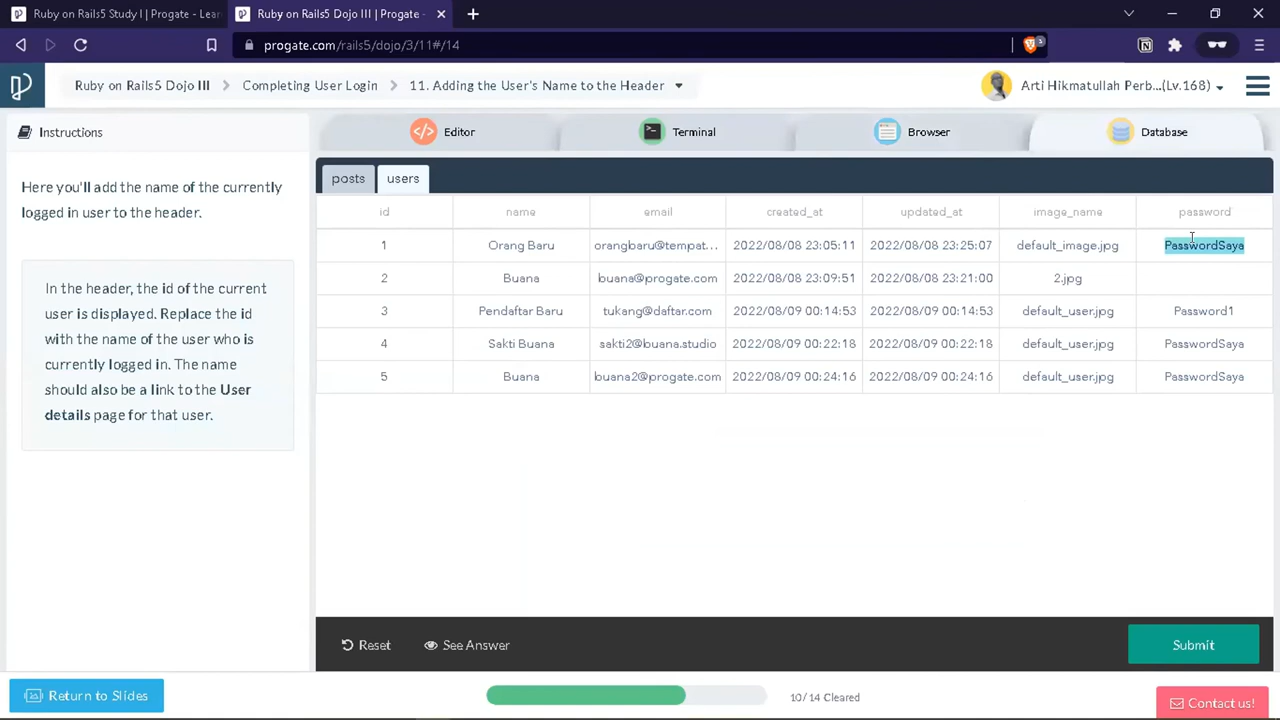 Ruby on Rails5 Study I | Progate - Lear
Ruby on Rails5 Dojo III | Progate -
progate.com/rails5/dojo/3/11#/14
Ruby on Rails5 Dojo III
Completing User Login
11. Adding the User's Name to the Header
Arti Hikmatullah Perb...(Lv.168)
Instructions
Editor
Terminal
Browser
Database
Here you'll add the name of the currently
logged in user to the header.
In the header, the id of the current
user is displayed. Replace the id
with the name of the user who is
currently logged in. The name
should also be a link to the User
details page for that user.
posts users
id name email created_at updated_at image_name password
1 Orang Baru orangbaru@tempat... 2022/08/08 23:05:11 2022/08/08 23:25:07 default_image.jpg PasswordSaya
2 Buana buana@progate.com 2022/08/08 23:09:51 2022/08/08 23:21:00 2.jpg
3 Pendaftar Baru tukang@daftar.com 2022/08/09 00:14:53 2022/08/09 00:14:53 default_user.jpg Password1
4 Sakti Buana sakti2@buana.studio 2022/08/09 00:22:18 2022/08/09 00:22:18 default_user.jpg PasswordSaya
5 Buana buana2@progate.com 2022/08/09 00:24:16 2022/08/09 00:24:16 default_user.jpg PasswordSaya
Reset
See Answer
Submit
Return to Slides
10/14 Cleared
Contact us!